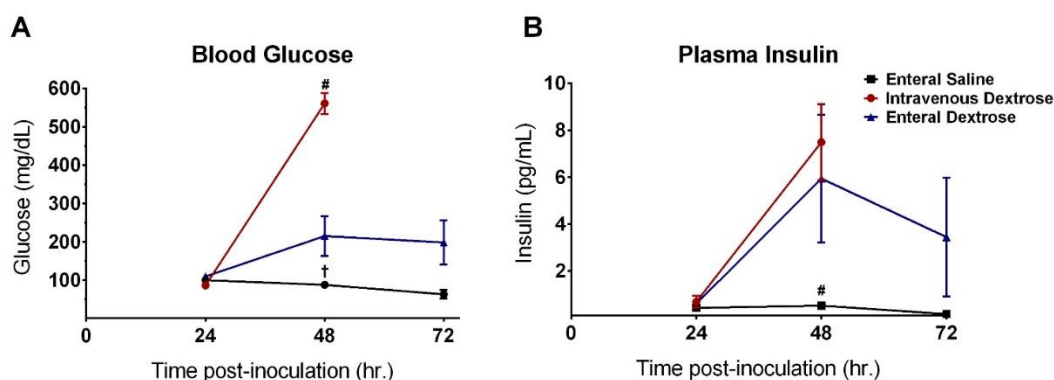 A
Blood Glucose
Glucose (mg/dL)
600
500
400
300
200
100
#
†
0
24
48
72
Time post-inoculation (hr.)
B
Plasma Insulin
Insulin (pg/mL)
10
8
6
4
2
#
0
24
48
72
Time post-inoculation (hr.)
Enteral Saline
Intravenous Dextrose
Enteral Dextrose